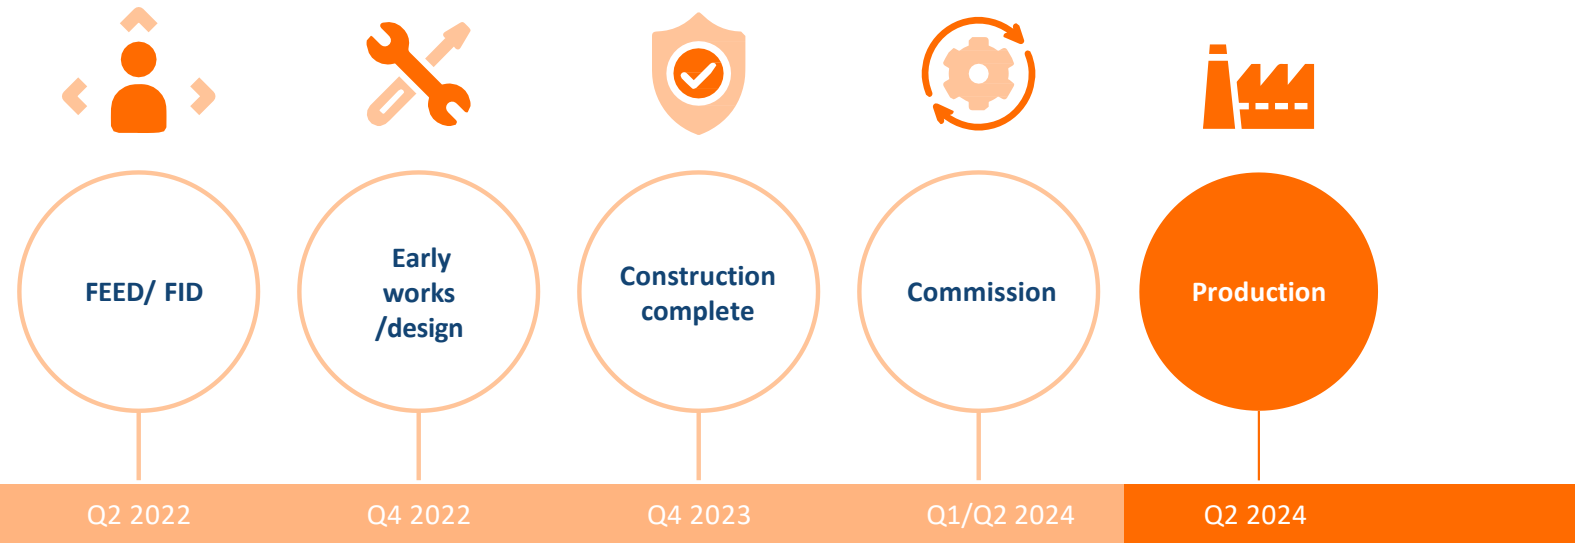 FEED/ FID
Early
works
/design
Construction
complete
Commission
Production
Q2 2022
Q4 2022
Q4 2023
Q1/Q2 2024
Q2 2024